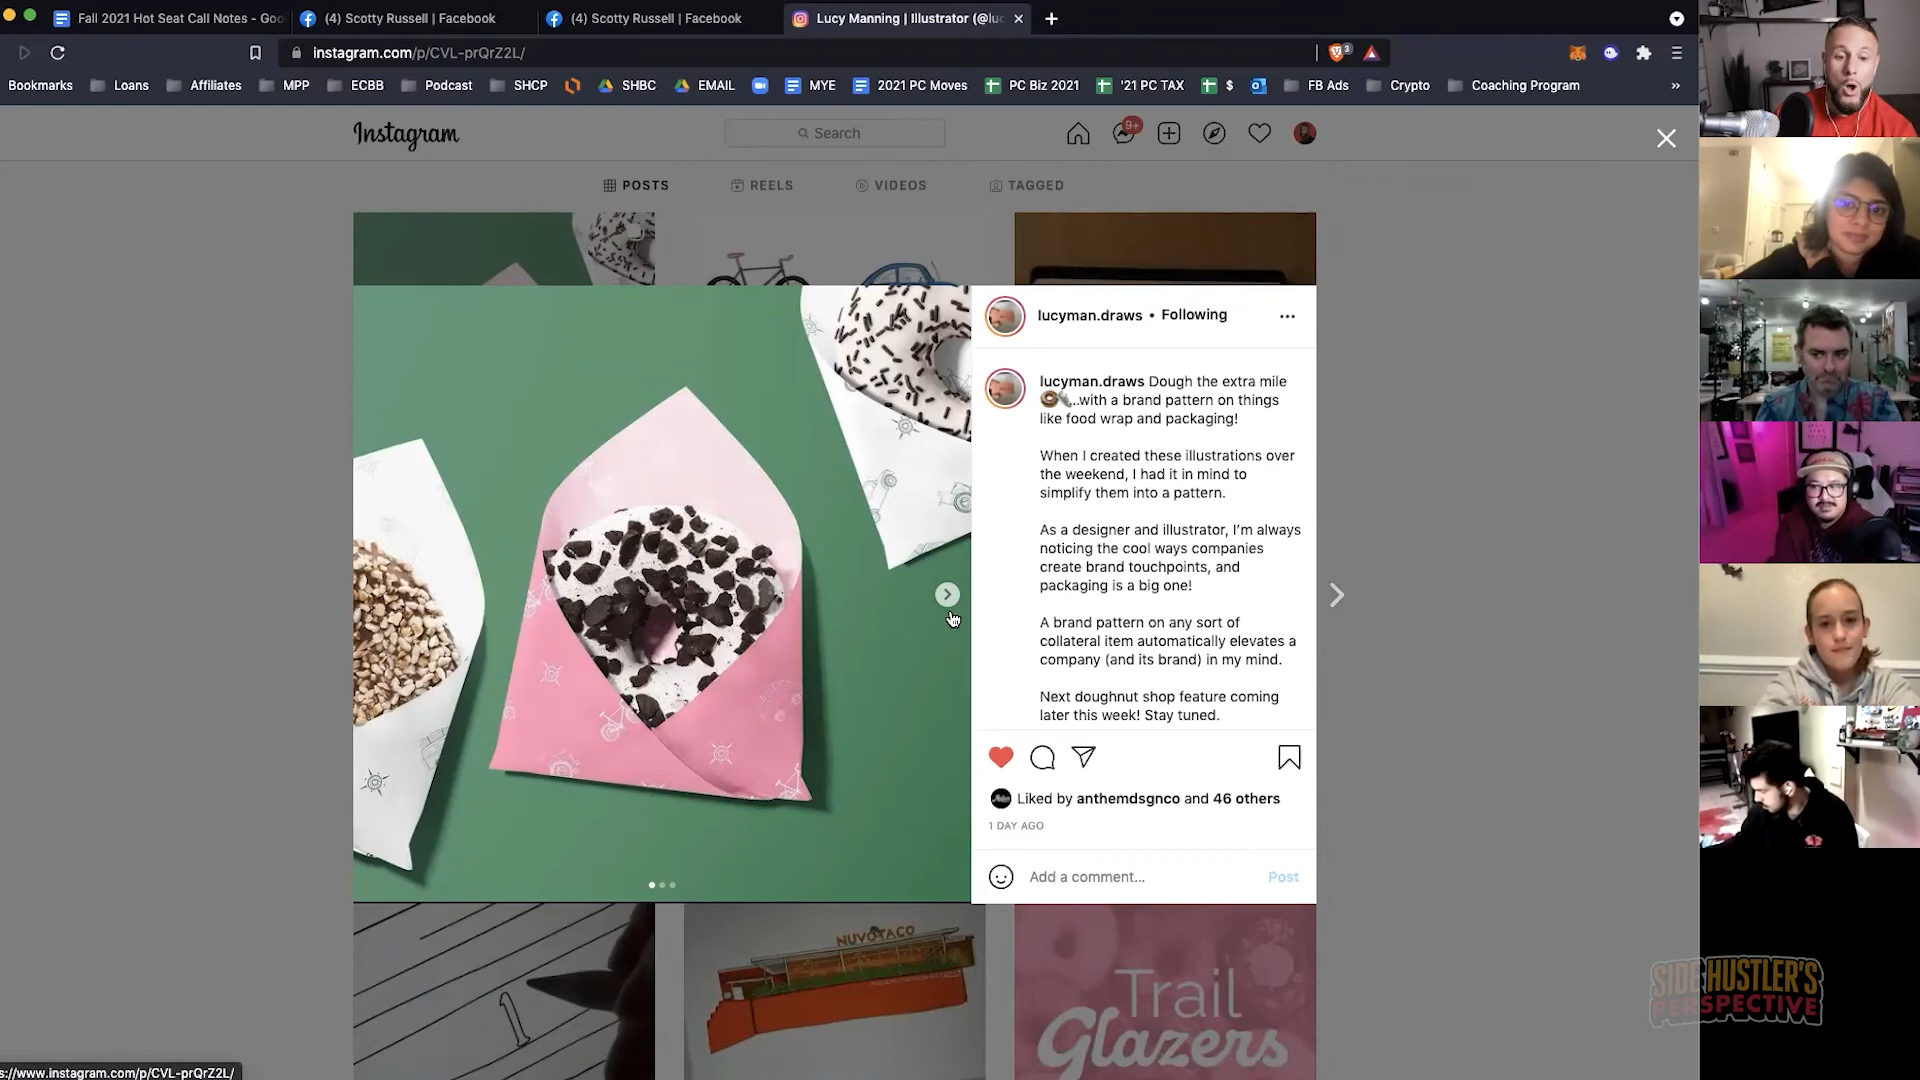 Fall 2021 Hot Seat Call Notes - Goo
(4) Scotty Russell | Facebook
(4) Scotty Russell | Facebook
Lucy Manning | Illustrator (@luc
instagram.com/p/CVL-prQrZ2L/
3
Bookmarks Loans Affiliates MPP ECBB Podcast SHCP SHBC EMAIL MYE 2021 PC Moves PC Biz 2021 '21 PC TAX $ FB Ads Crypto Coaching Program »
Instagram
Search
9+
POSTS REELS VIDEOS TAGGED
lucyman.draws • Following
lucyman.draws Dough the extra mile
...with a brand pattern on things
like food wrap and packaging!
When I created these illustrations over
the weekend, I had it in mind to
simplify them into a pattern.
As a designer and illustrator, I'm always
noticing the cool ways companies
create brand touchpoints, and
packaging is a big one!
A brand pattern on any sort of
collateral item automatically elevates a
company (and its brand) in my mind.
Next doughnut shop feature coming
later this week! Stay tuned.
Liked by anthemdsgnco and 46 others
1 DAY AGO
Add a comment...
Post
NUVOTACO
Trail
Glazers
SIDE HUSTLER'S
PERSPECTIVE
s://www.instagram.com/p/CVL-prQrZ2L/